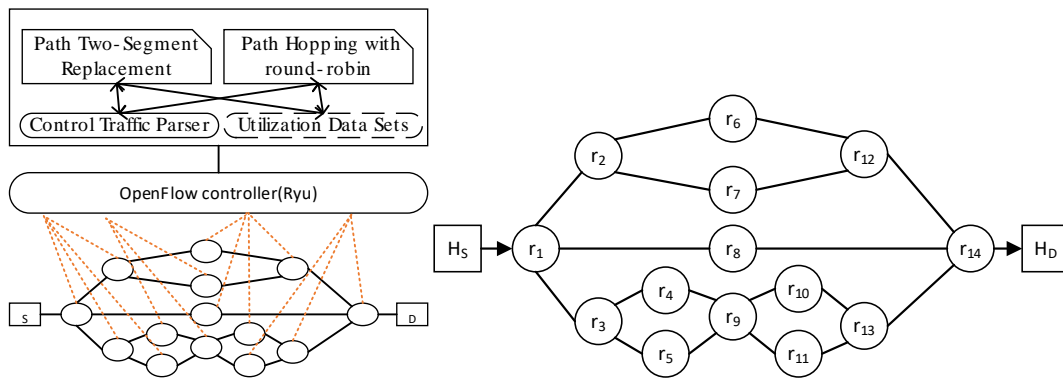 Path Two-Segment
Replacement
Path Hopping with
round-robin
Control Traffic Parser
Utilization Data Sets
OpenFlow controller(Ryu)
S
D
r6
r2
r12
r7
HS
r1
r8
r14
HD
r4
r10
r3
r9
r13
r5
r11